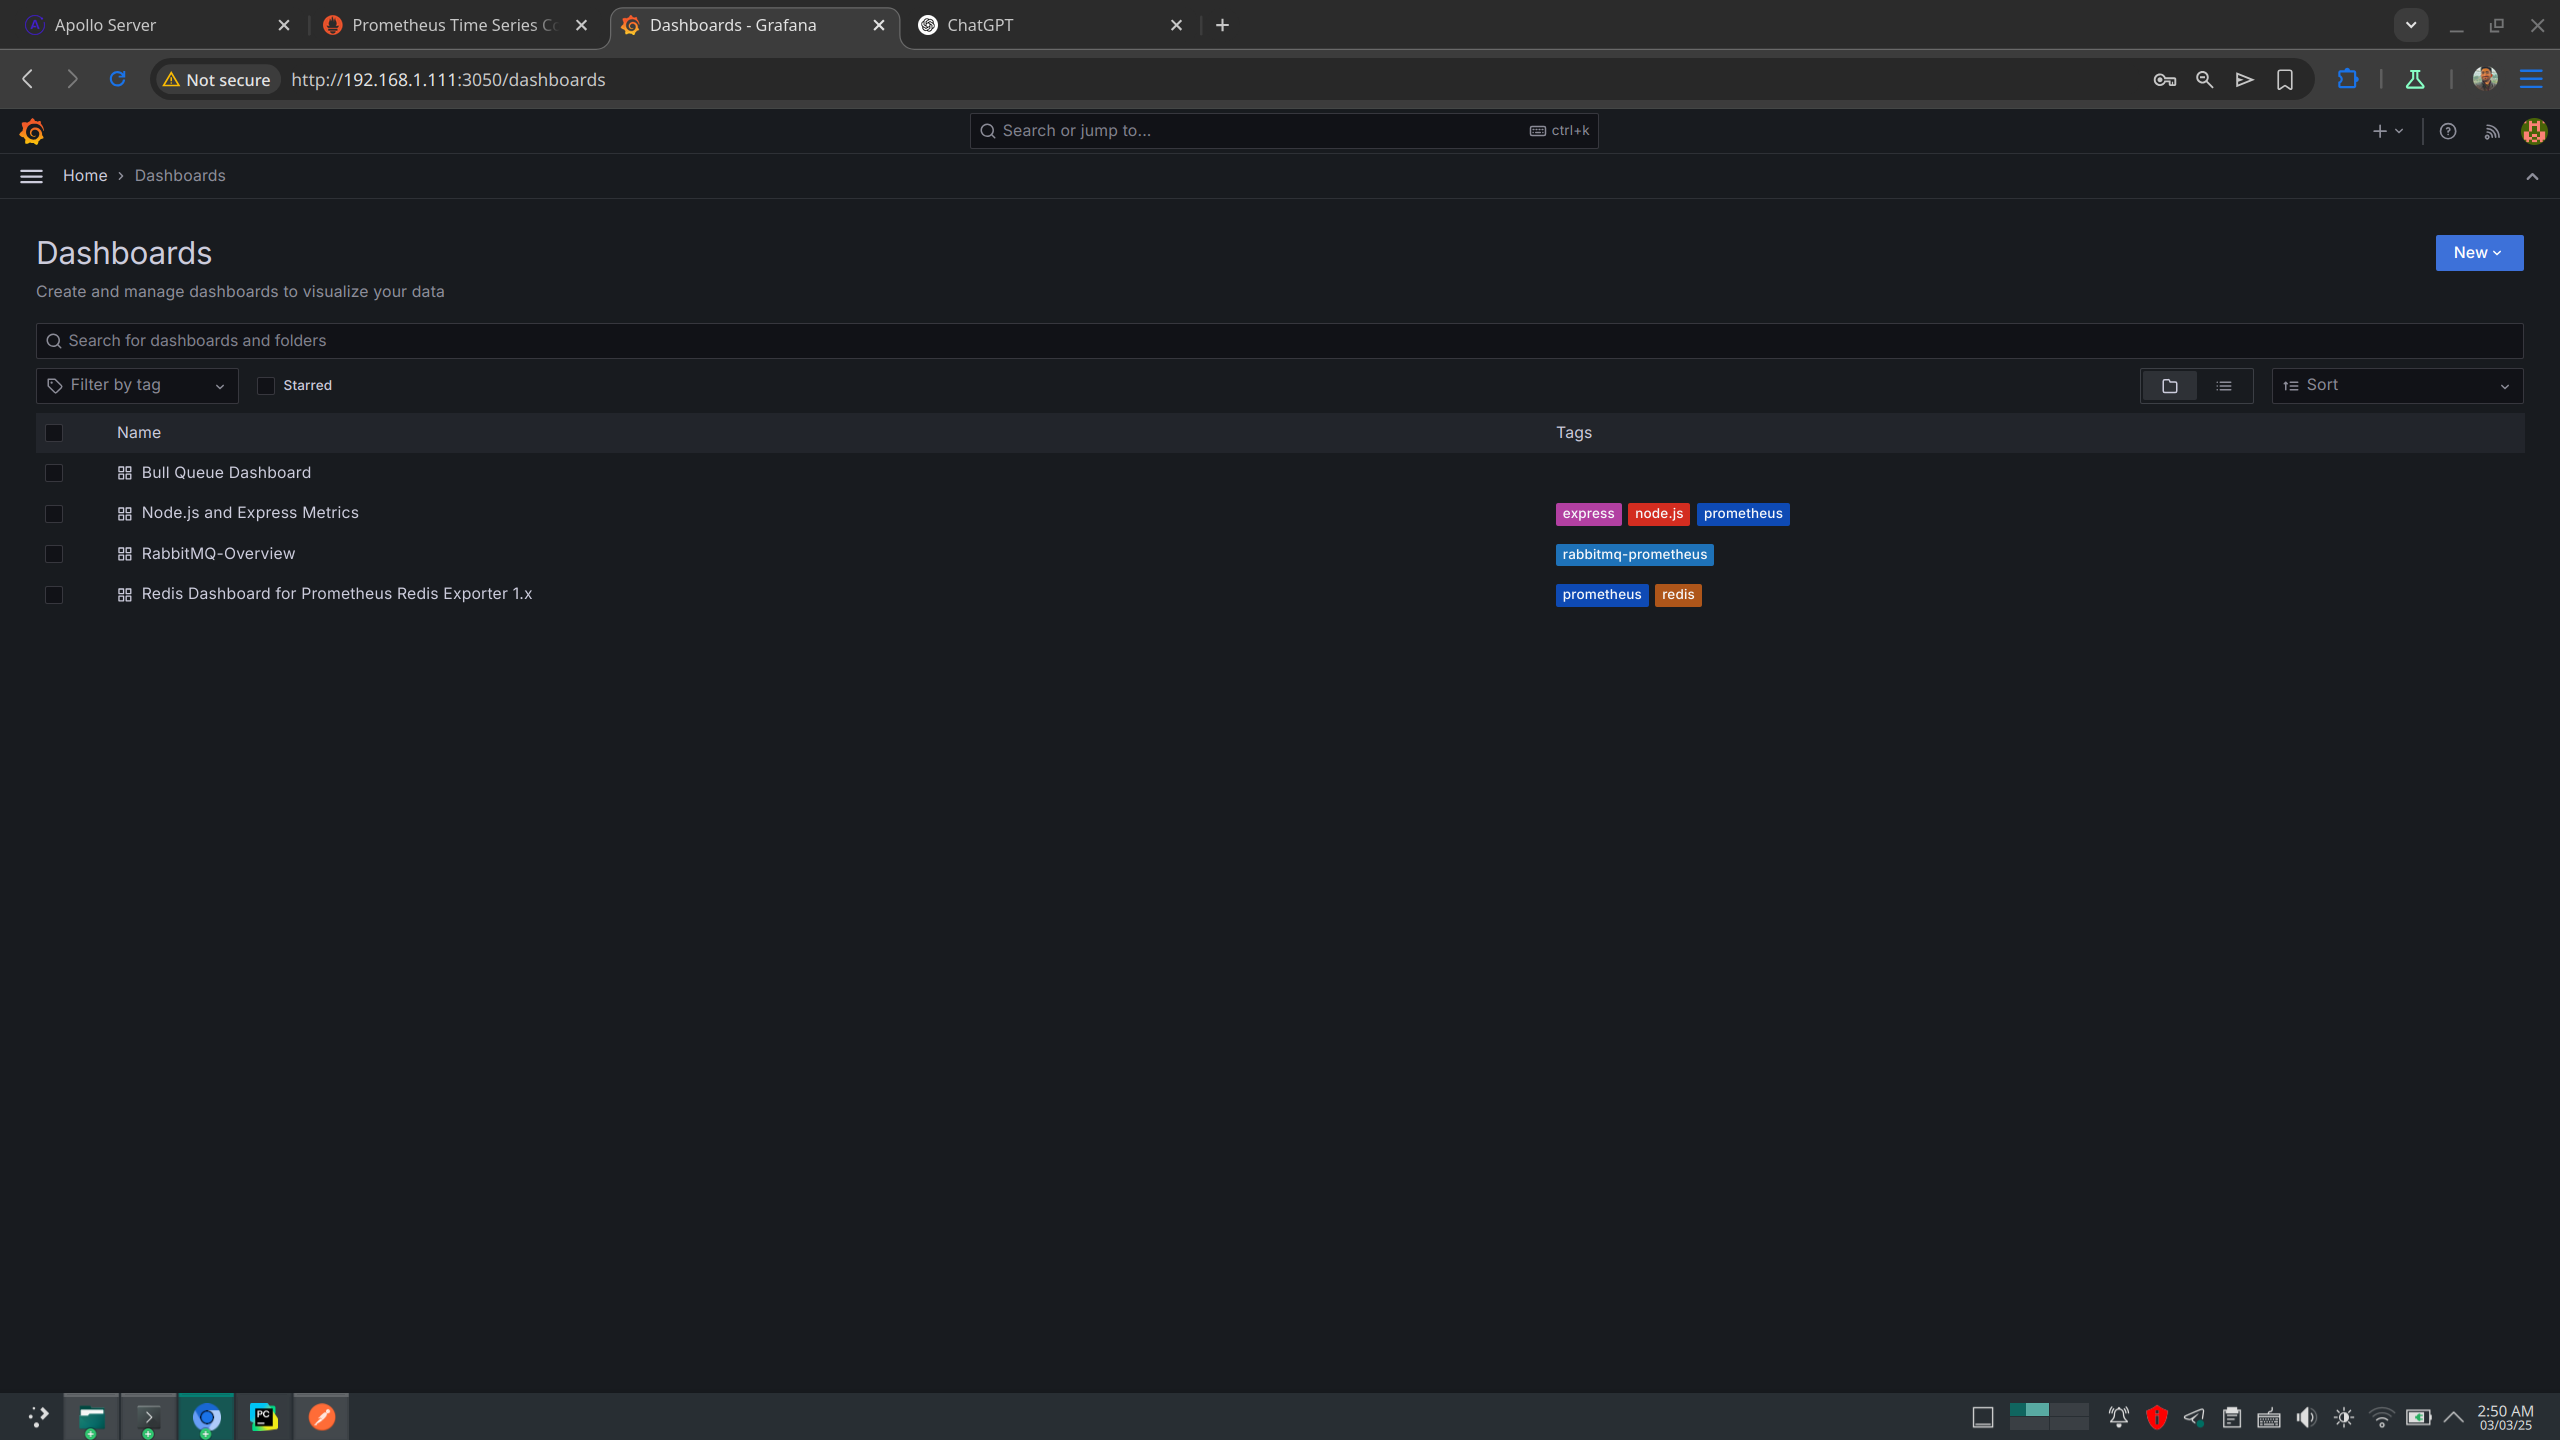 Apollo Server
Prometheus Time Series Co
Dashboards - Grafana
ChatGPT
Not secure
http://192.168.1.111:3050/dashboards
Search or jump to...
ctrl+k
Home
Dashboards
Dashboards
New
Create and manage dashboards to visualize your data
Search for dashboards and folders
Filter by tag
Starred
Sort
Name
Tags
Bull Queue Dashboard
Node.js and Express Metrics
express
node.js
prometheus
RabbitMQ-Overview
rabbitmq-prometheus
Redis Dashboard for Prometheus Redis Exporter 1.x
prometheus
redis
PC
2:50 AM
03/03/25